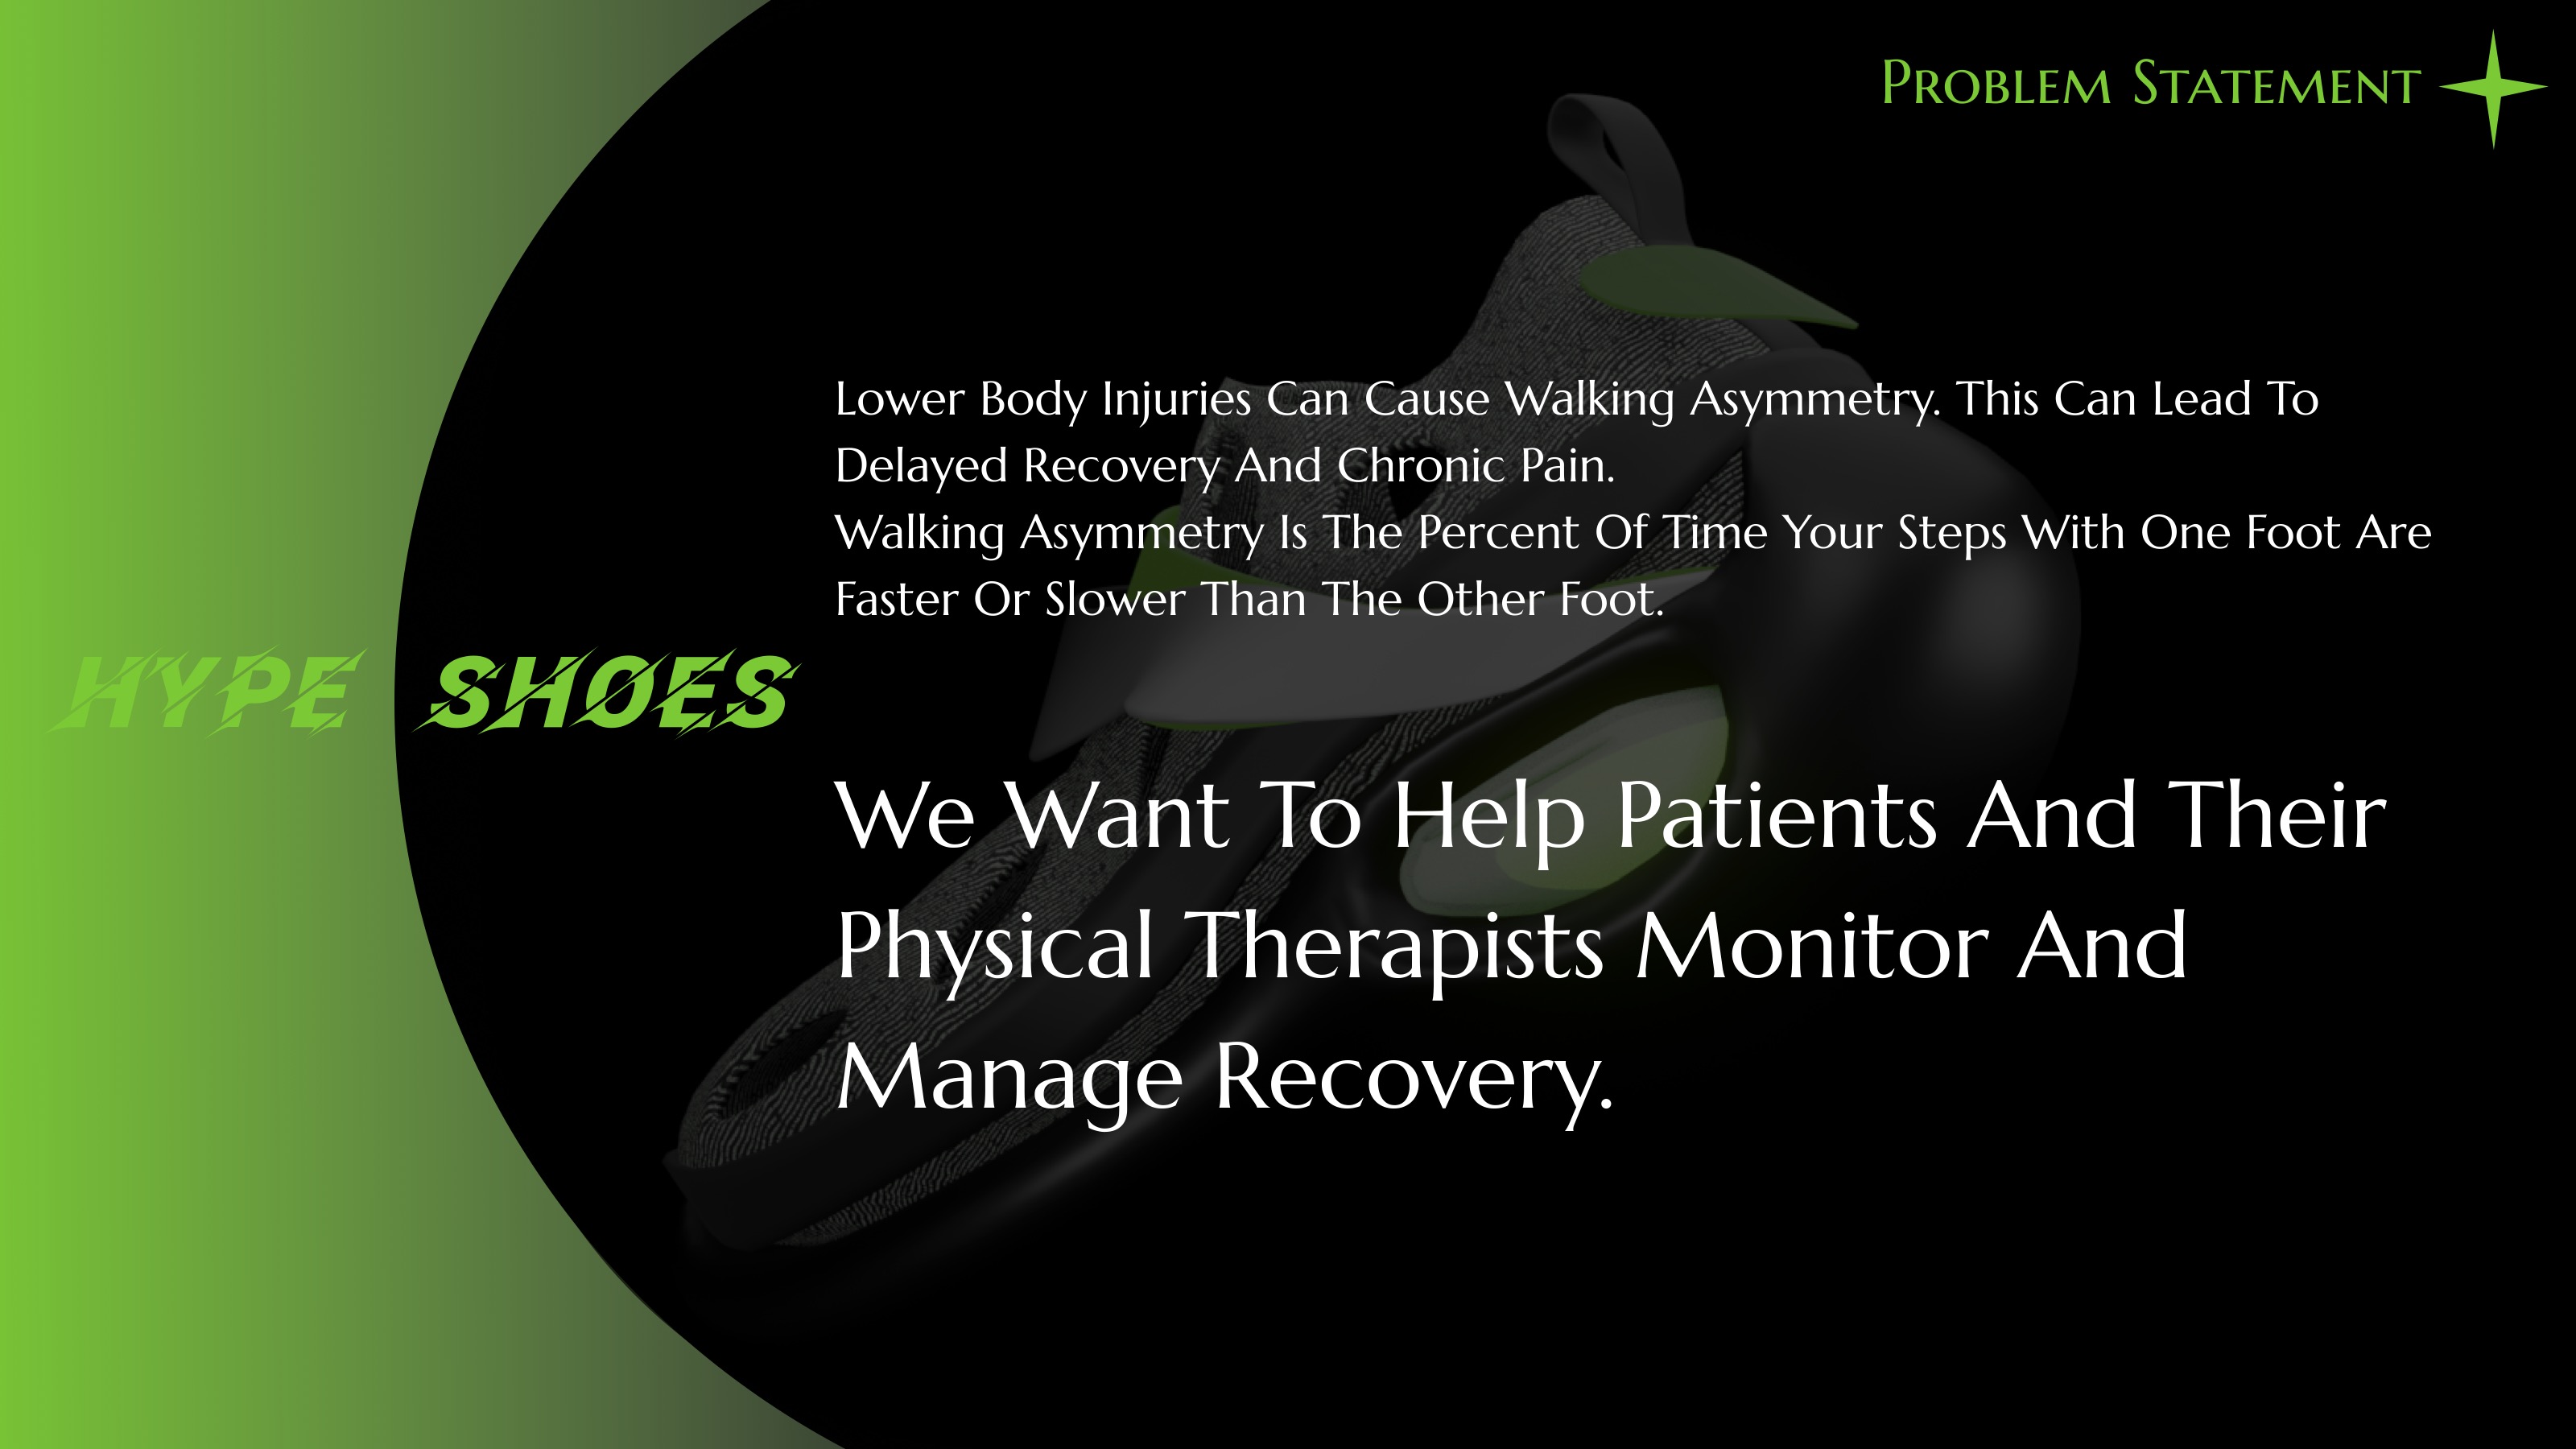 Problem Statement
Lower Body Injuries Can Cause Walking Asymmetry. This Can Lead To
Delayed Recovery And Chronic Pain.
Walking Asymmetry Is The Percent Of Time Your Steps With One Foot Are
Faster Or Slower Than The Other Foot.
HYPE SHOES
We Want To Help Patients And Their
Physical Therapists Monitor And
Manage Recovery.